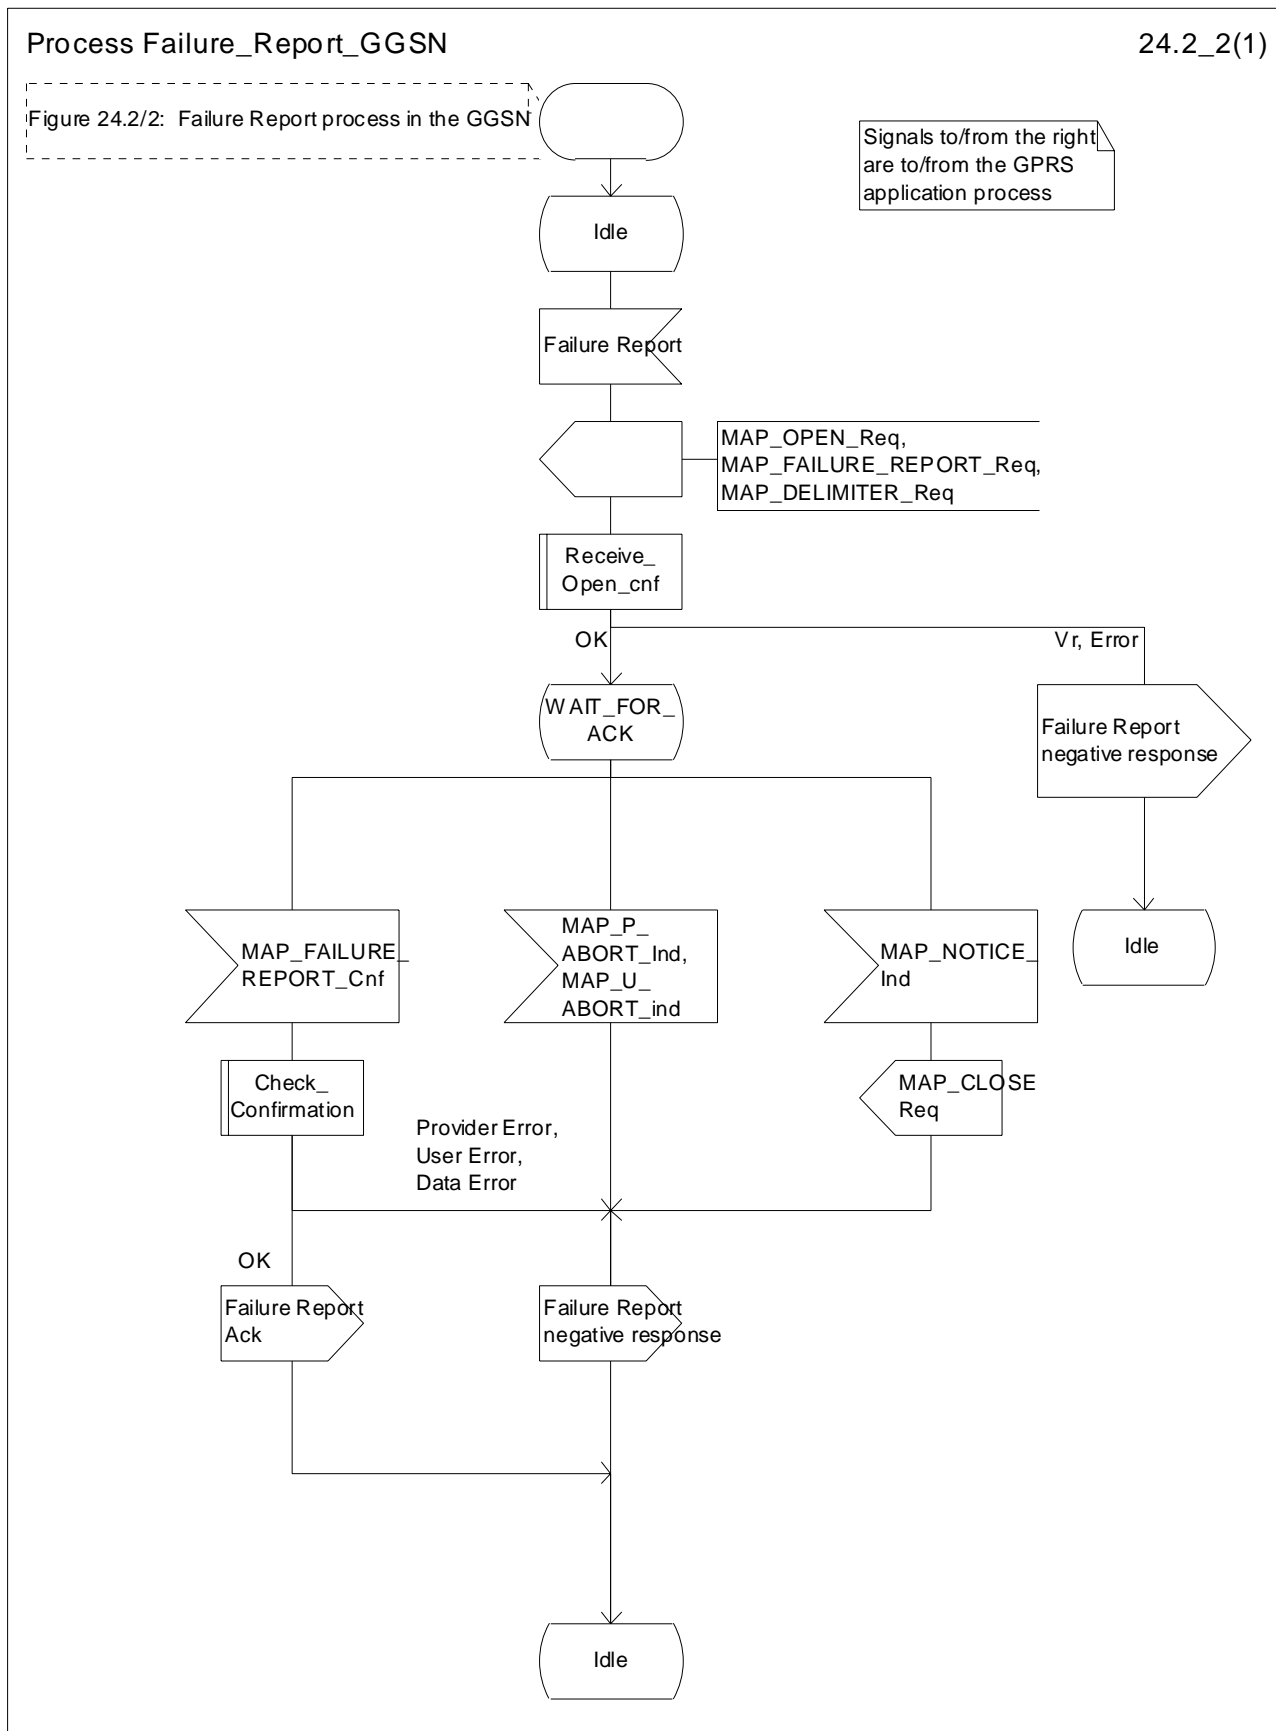 Process Failure_Report_GGSN
24.2_2(1)
Figure 24.2/2: Failure Report process in the GGSN
Signals to/from the right
are to/from the GPRS
application process
Idle
Failure Report
MAP_OPEN_Req,
MAP_FAILURE_REPORT_Req,
MAP_DELIMITER_Req
Receive_
Open_cnf
OK
Vr, Error
WAIT_FOR_
ACK
Failure Report
negative response
MAP_FAILURE_
REPORT_Cnf
MAP_P_
ABORT_Ind,
MAP_U_
ABORT_ind
MAP_NOTICE_
Ind
Idle
Check_
Confirmation
MAP_CLOSE
Req
Provider Error,
User Error,
Data Error
OK
Failure Report
Ack
Failure Report
negative response
Idle